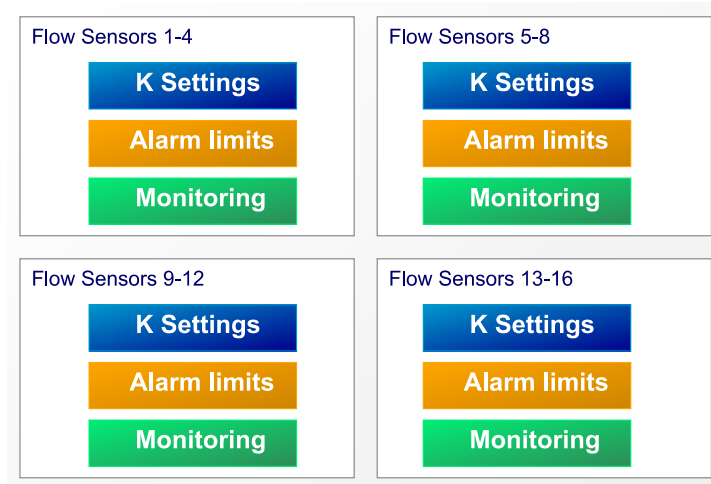 Flow Sensors 1-4
K Settings
Alarm limits
Monitoring
Flow Sensors 5-8
K Settings
Alarm limits
Monitoring
Flow Sensors 9-12
K Settings
Alarm limits
Monitoring
Flow Sensors 13-16
K Settings
Alarm limits
Monitoring